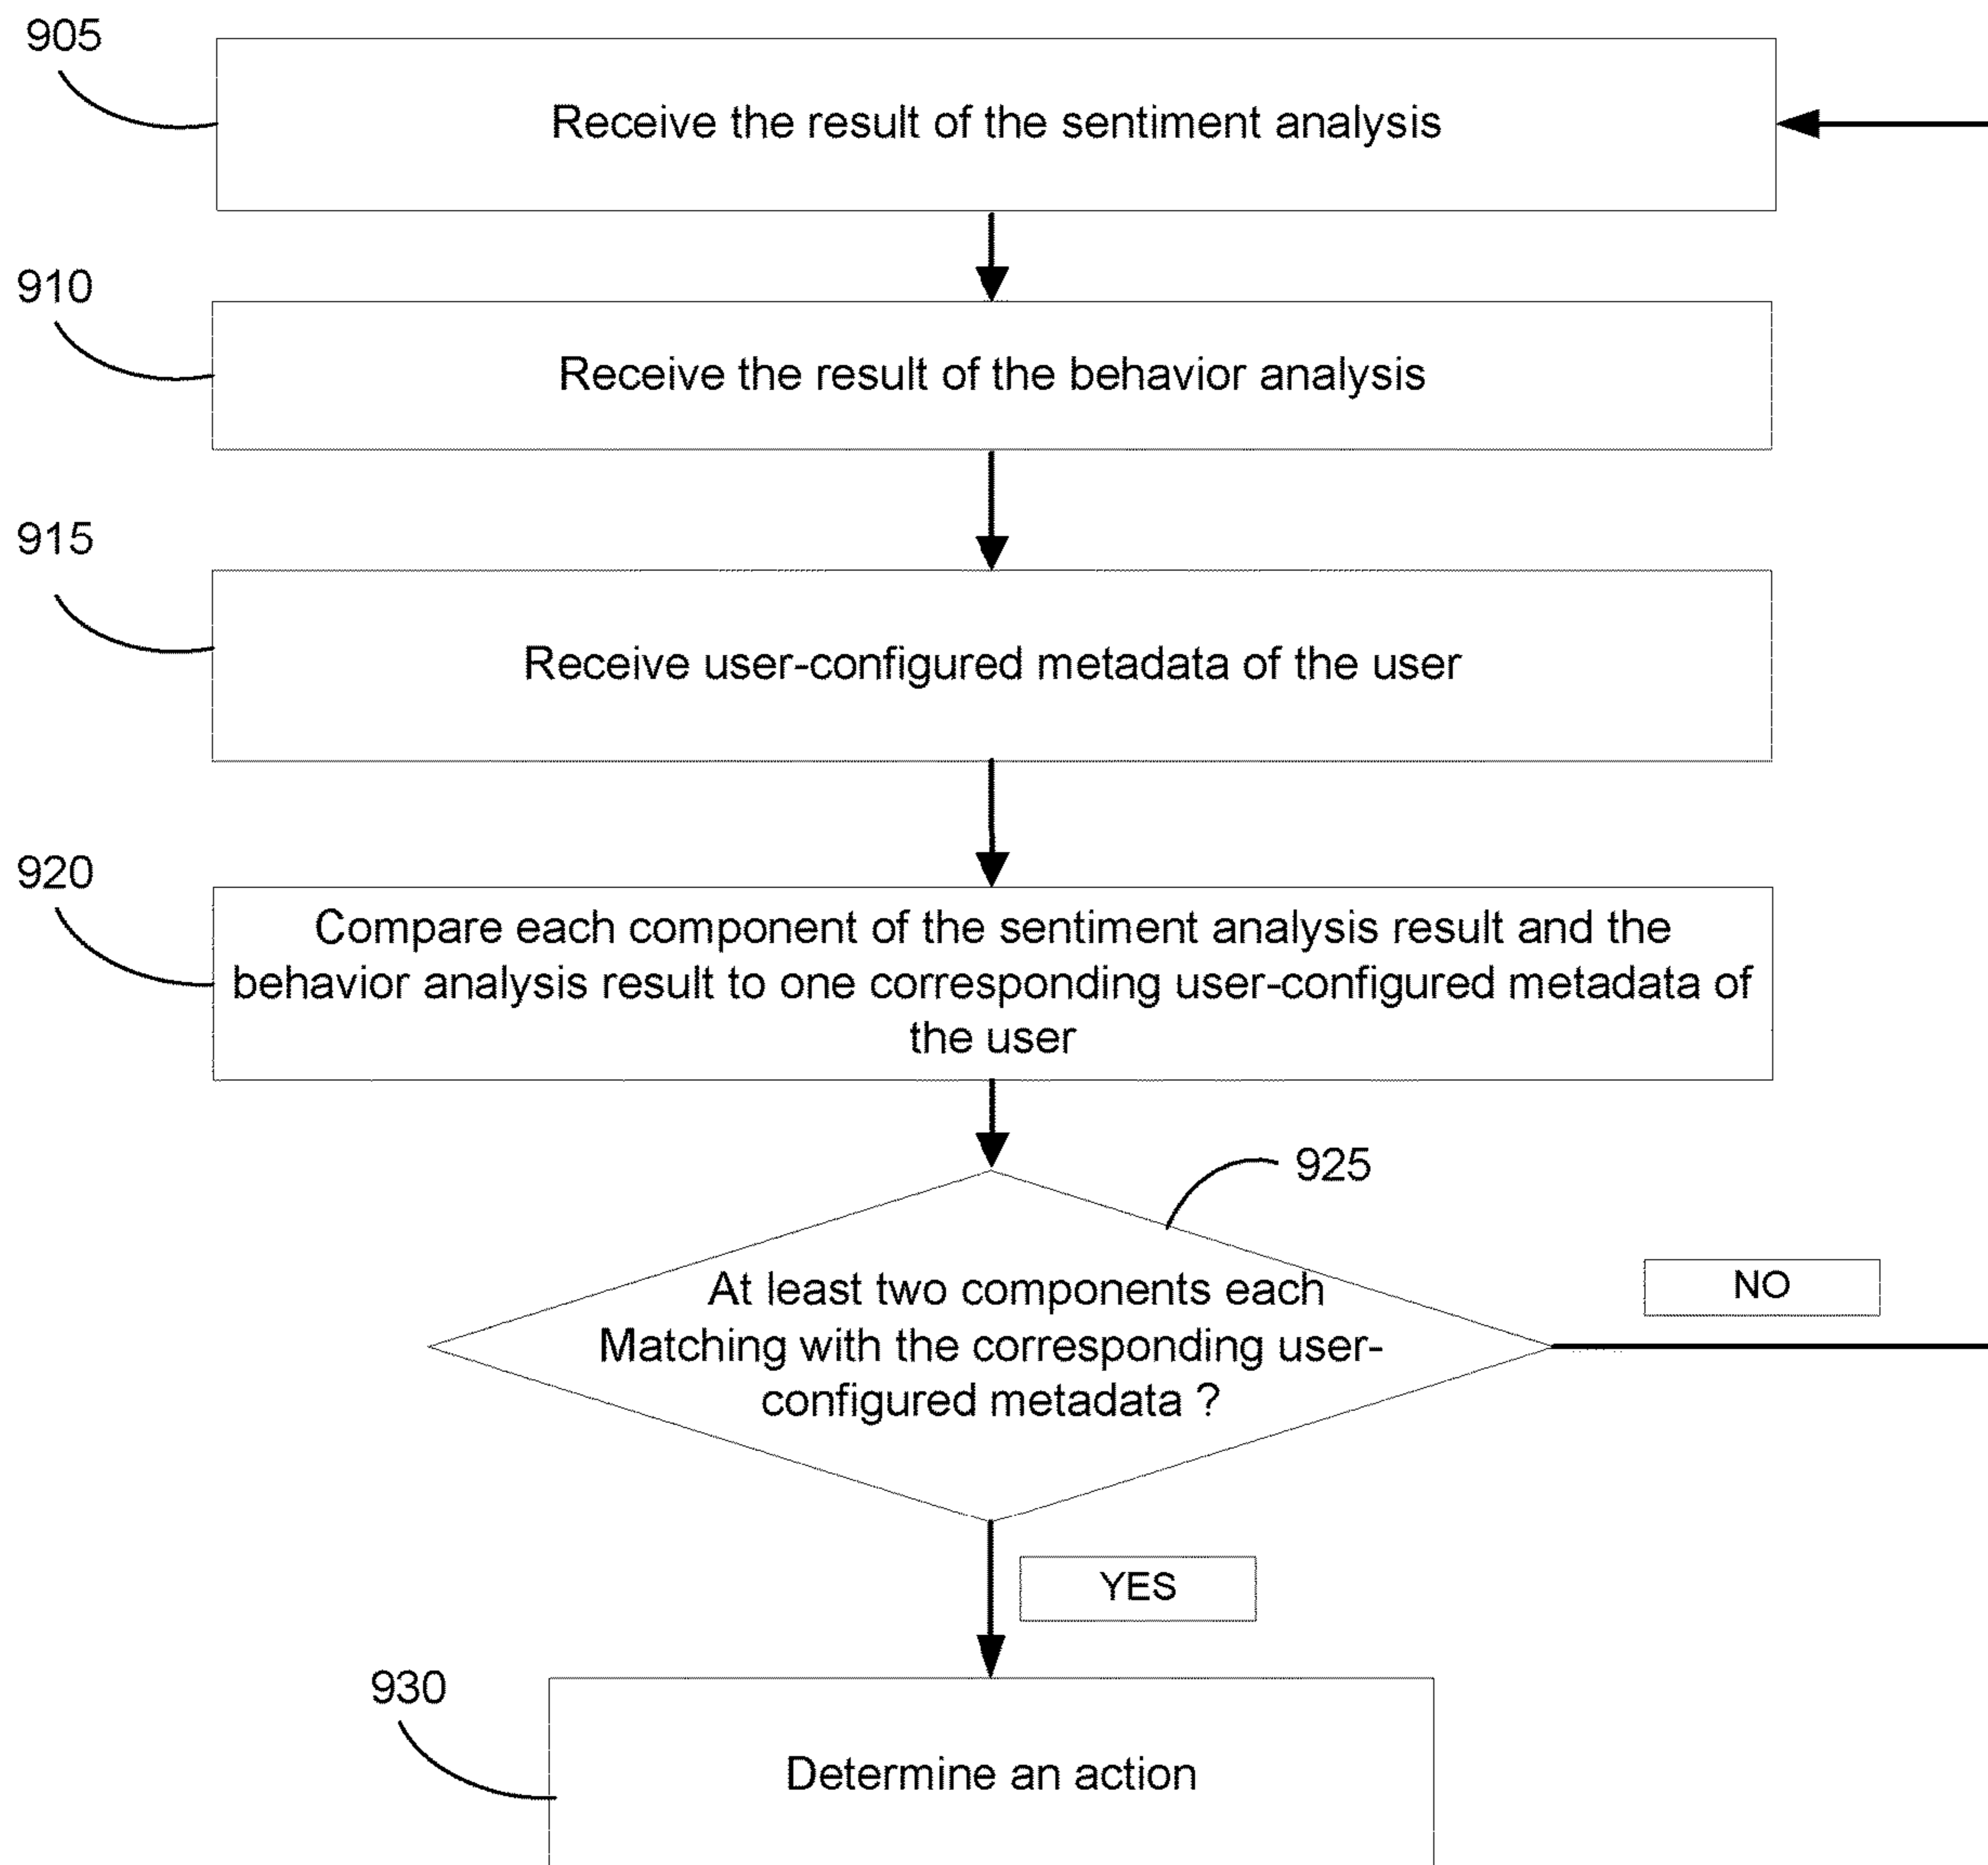 905
Receive the result of the sentiment analysis
910
Receive the result of the behavior analysis
915
Receive user-configured metadata of the user
920
Compare each component of the sentiment analysis result and the
behavior analysis result to one corresponding user-configured metadata of
the user
925
At least two components each
Matching with the corresponding user-
configured metadata ?
NO
YES
930
Determine an action